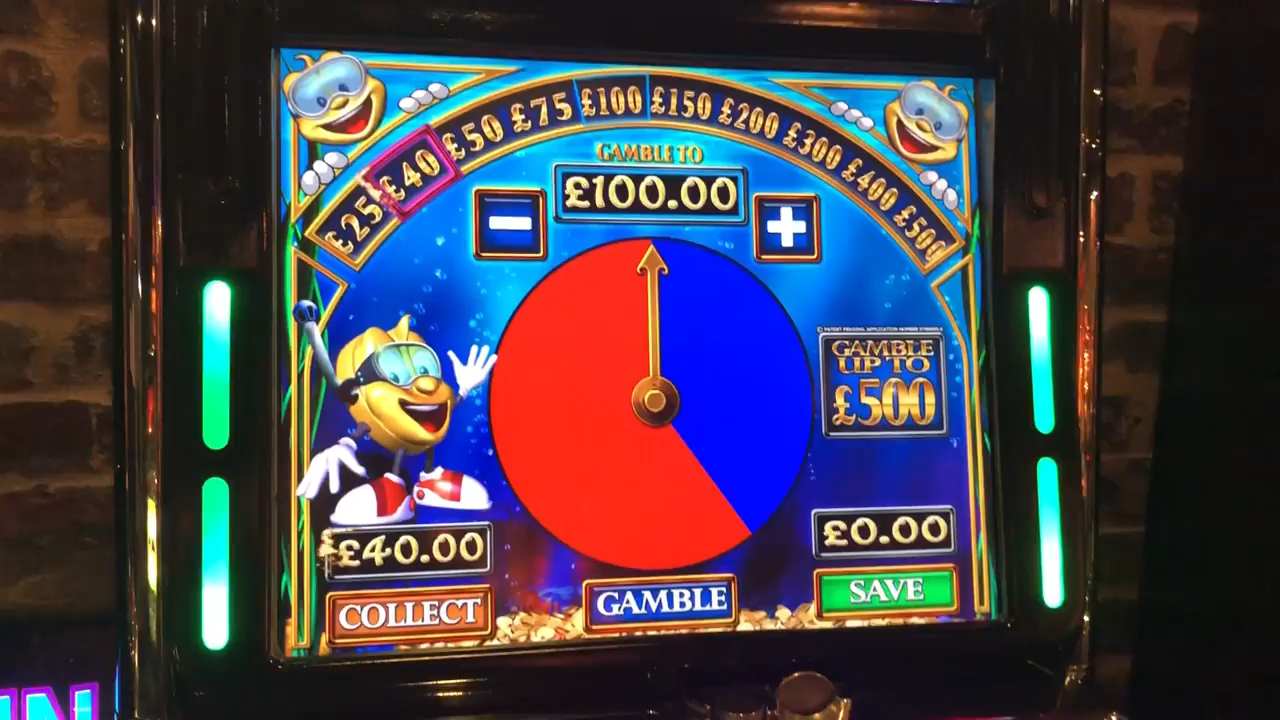 £25 £40 £50 £75 £100 £150 £200 £300 £400 £500
GAMBLE TO
£100.00
GAMBLE
UP TO
£500
£40.00
£0.00
COLLECT
GAMBLE
SAVE